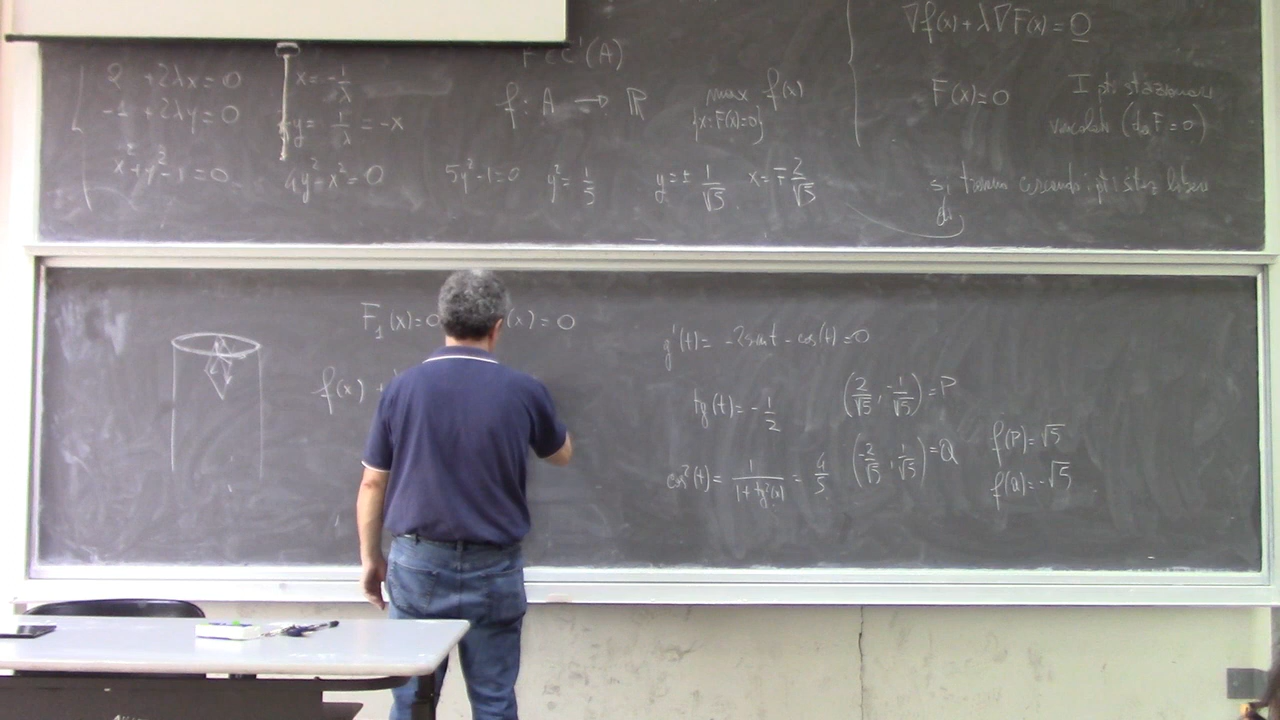 2 + 2λx = 0
-1 + 2λy = 0
x² + y² - 1 = 0
x = -1/λ
y = 1/λ = -x
4y² - x² = 0
5y² - 1 = 0 y² = 1/5 y = ± 1/√5 x = ∓ 2/√5
F ∈ C¹(A)
f: A → ℝ max f(x)
{x: F(x)=0}
∇f(x) + λ∇F(x) = 0
F(x) = 0
I pti stazionari
vincolati (da F = 0)
si trovano cercando i pti staz liberi
di
F₁(x) = 0 (x) = 0
f(x) +
g'(t) = -2sint - cos(t) = 0
tg(t) = -1/2
(2/√5, -1/√5) = P
cos²(t) = 1/(1+tg²(x)) = 4/5
(-2/√5, 1/√5) = Q
f(P) = √5
f(Q) = -√5